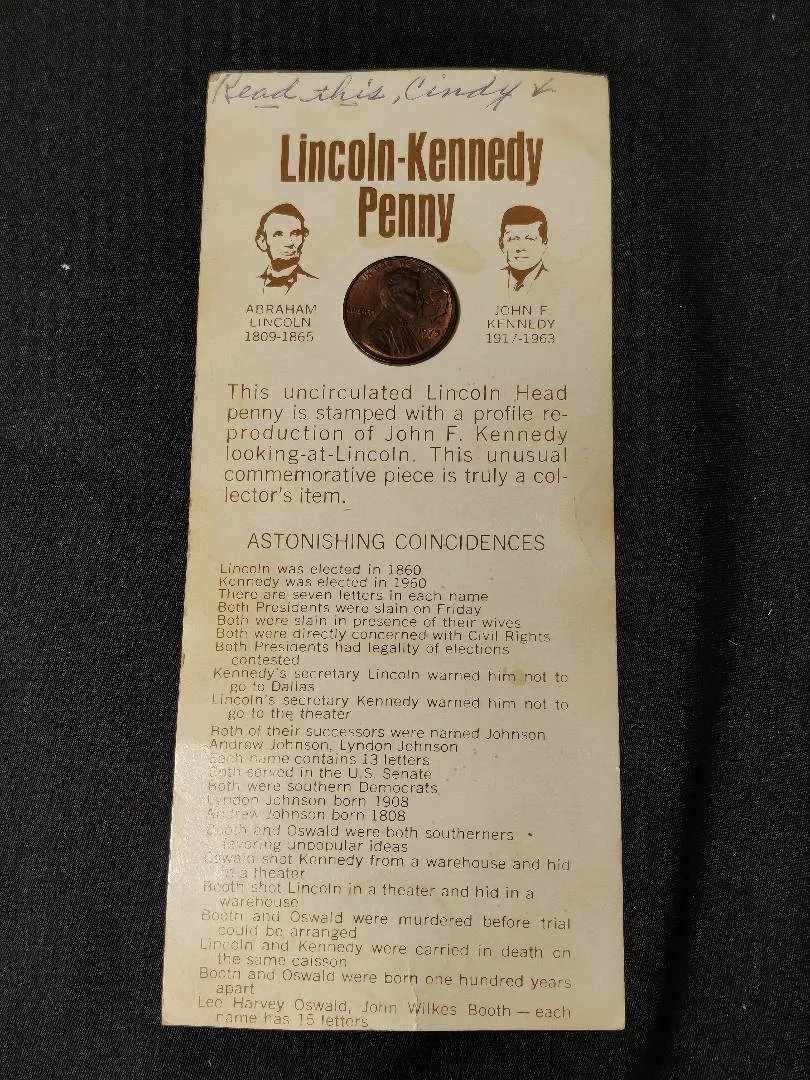 Read this, Cindy &
Lincoln-Kennedy
Penny
ABRAHAM
LINCOLN
1809-1865
JOHN F.
KENNEDY
1917-1963
LIBERTY
1973
This uncirculated Lincoln Head
penny is stamped with a profile re-
production of John F. Kennedy
looking-at-Lincoln. This unusual
commemorative piece is truly a col-
lector's item.
ASTONISHING COINCIDENCES
Lincoln was elected in 1860
Kennedy was elected in 1960
There are seven letters in each name
Both Presidents were slain on Friday
Both were slain in presence of their wives
Both were directly concerned with Civil Rights
Both Presidents had legality of elections
contested
Kennedy's secretary Lincoln warned him not to
go to Dallas
Lincoln's secretary Kennedy warned him not to
go to the theater
Both of their successors were named Johnson
Andrew Johnson, Lyndon Johnson
Each name contains 13 letters
Both served in the U.S. Senate
Both were southern Democrats
Lyndon Johnson born 1908
Andrew Johnson born 1808
Booth and Oswald were both southerners
favoring unpopular ideas
Oswald shot Kennedy from a warehouse and hid
in a theater
Booth shot Lincoln in a theater and hid in a
warehouse
Booth and Oswald were murdered before trial
could be arranged
Lincoln and Kennedy were carried in death on
the same caisson
Booth and Oswald were born one hundred years
apart
Lee Harvey Oswald, John Wilkes Booth — each
name has 15 letters